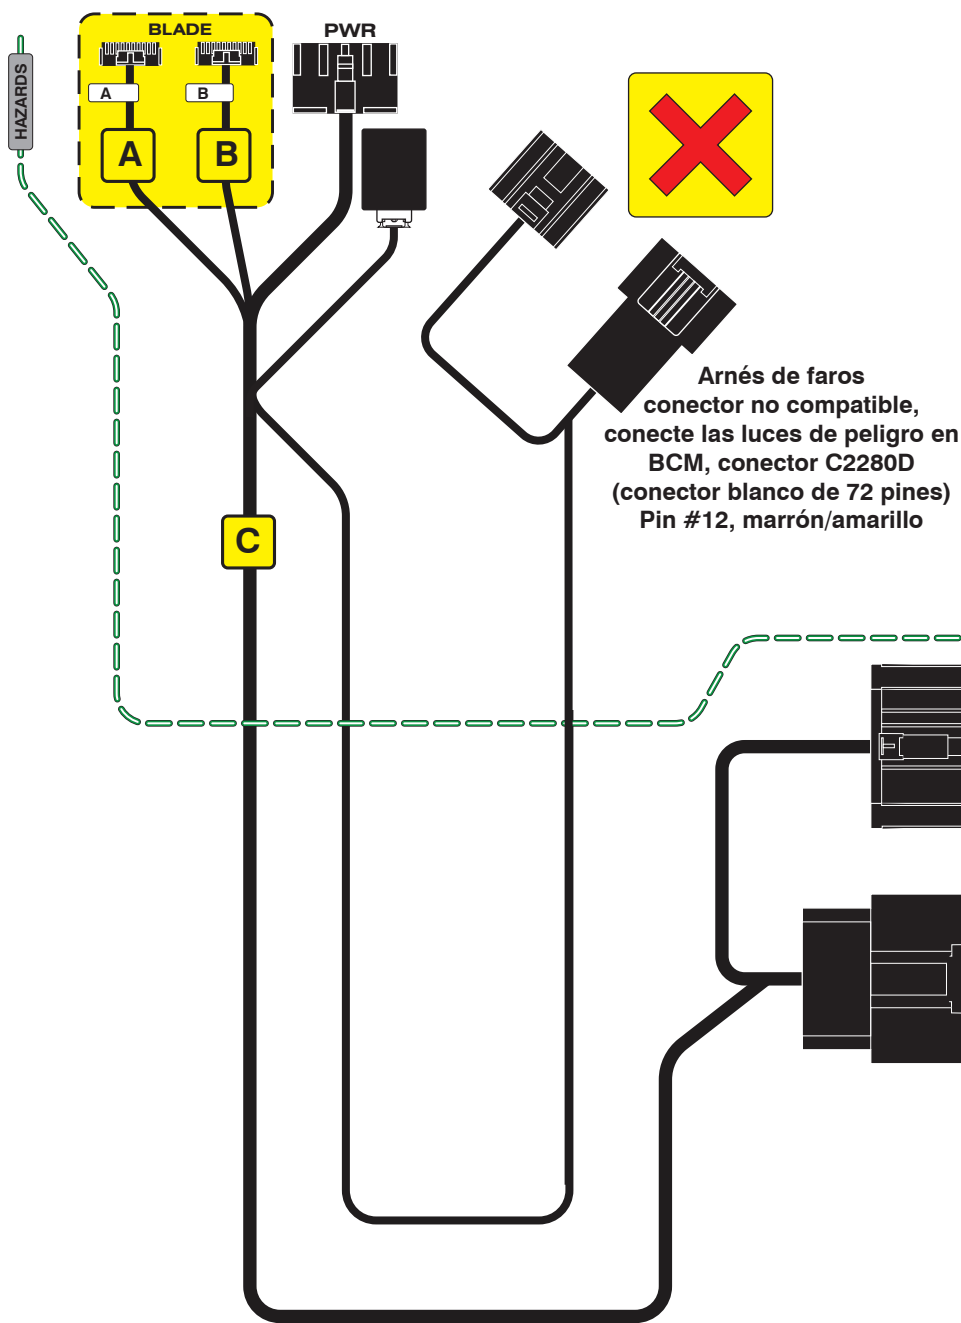 BLADE
PWR
HAZARDS
A
B
A
B
Arnés de faros
conector no compatible,
conecte las luces de peligro en
BCM, conector C2280D
(conector blanco de 72 pines)
Pin #12, marrón/amarillo
C